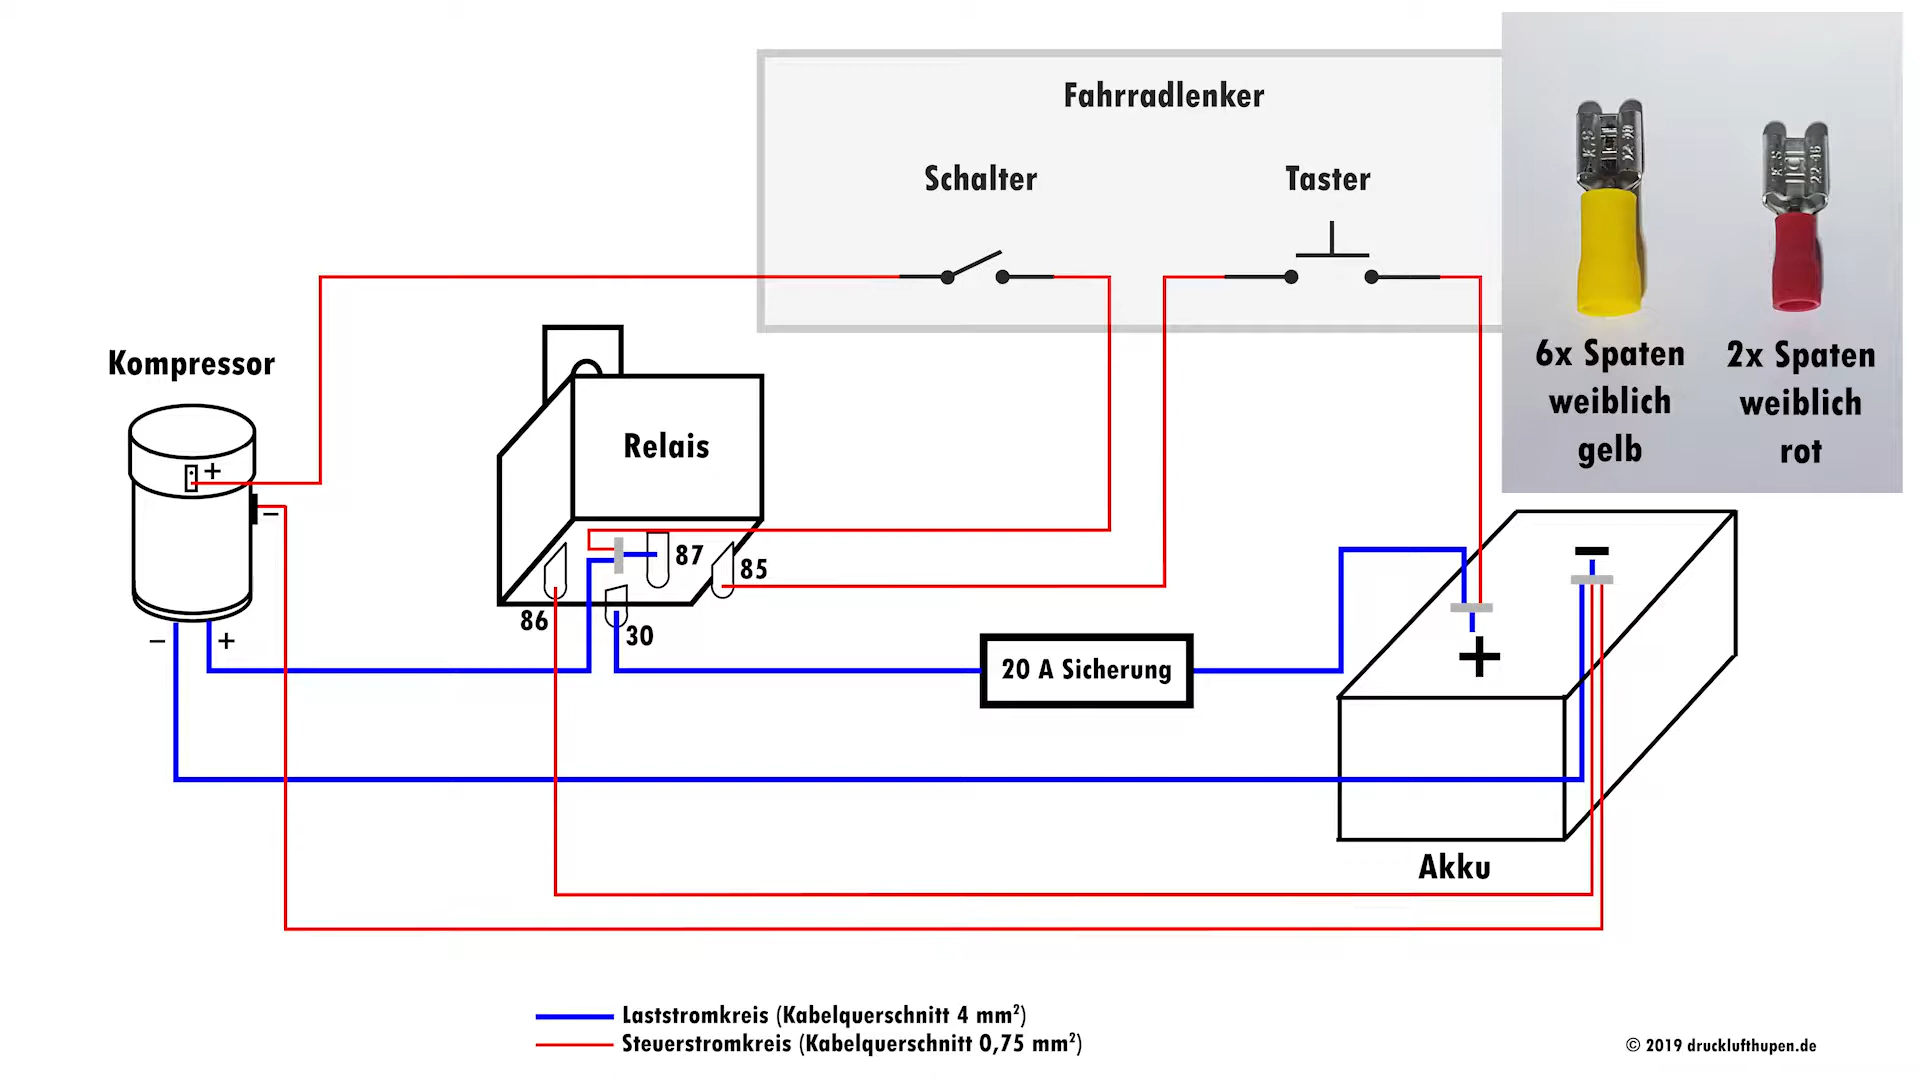 Fahrradlenker
Schalter
Taster
6x Spaten
weiblich
gelb
2x Spaten
weiblich
rot
Kompressor
+
−
− +
Relais
87
85
86
30
20 A Sicherung
−
+
Akku
Laststromkreis (Kabelquerschnitt 4 mm²)
Steuerstromkreis (Kabelquerschnitt 0,75 mm²)
© 2019 drucklufthupen.de